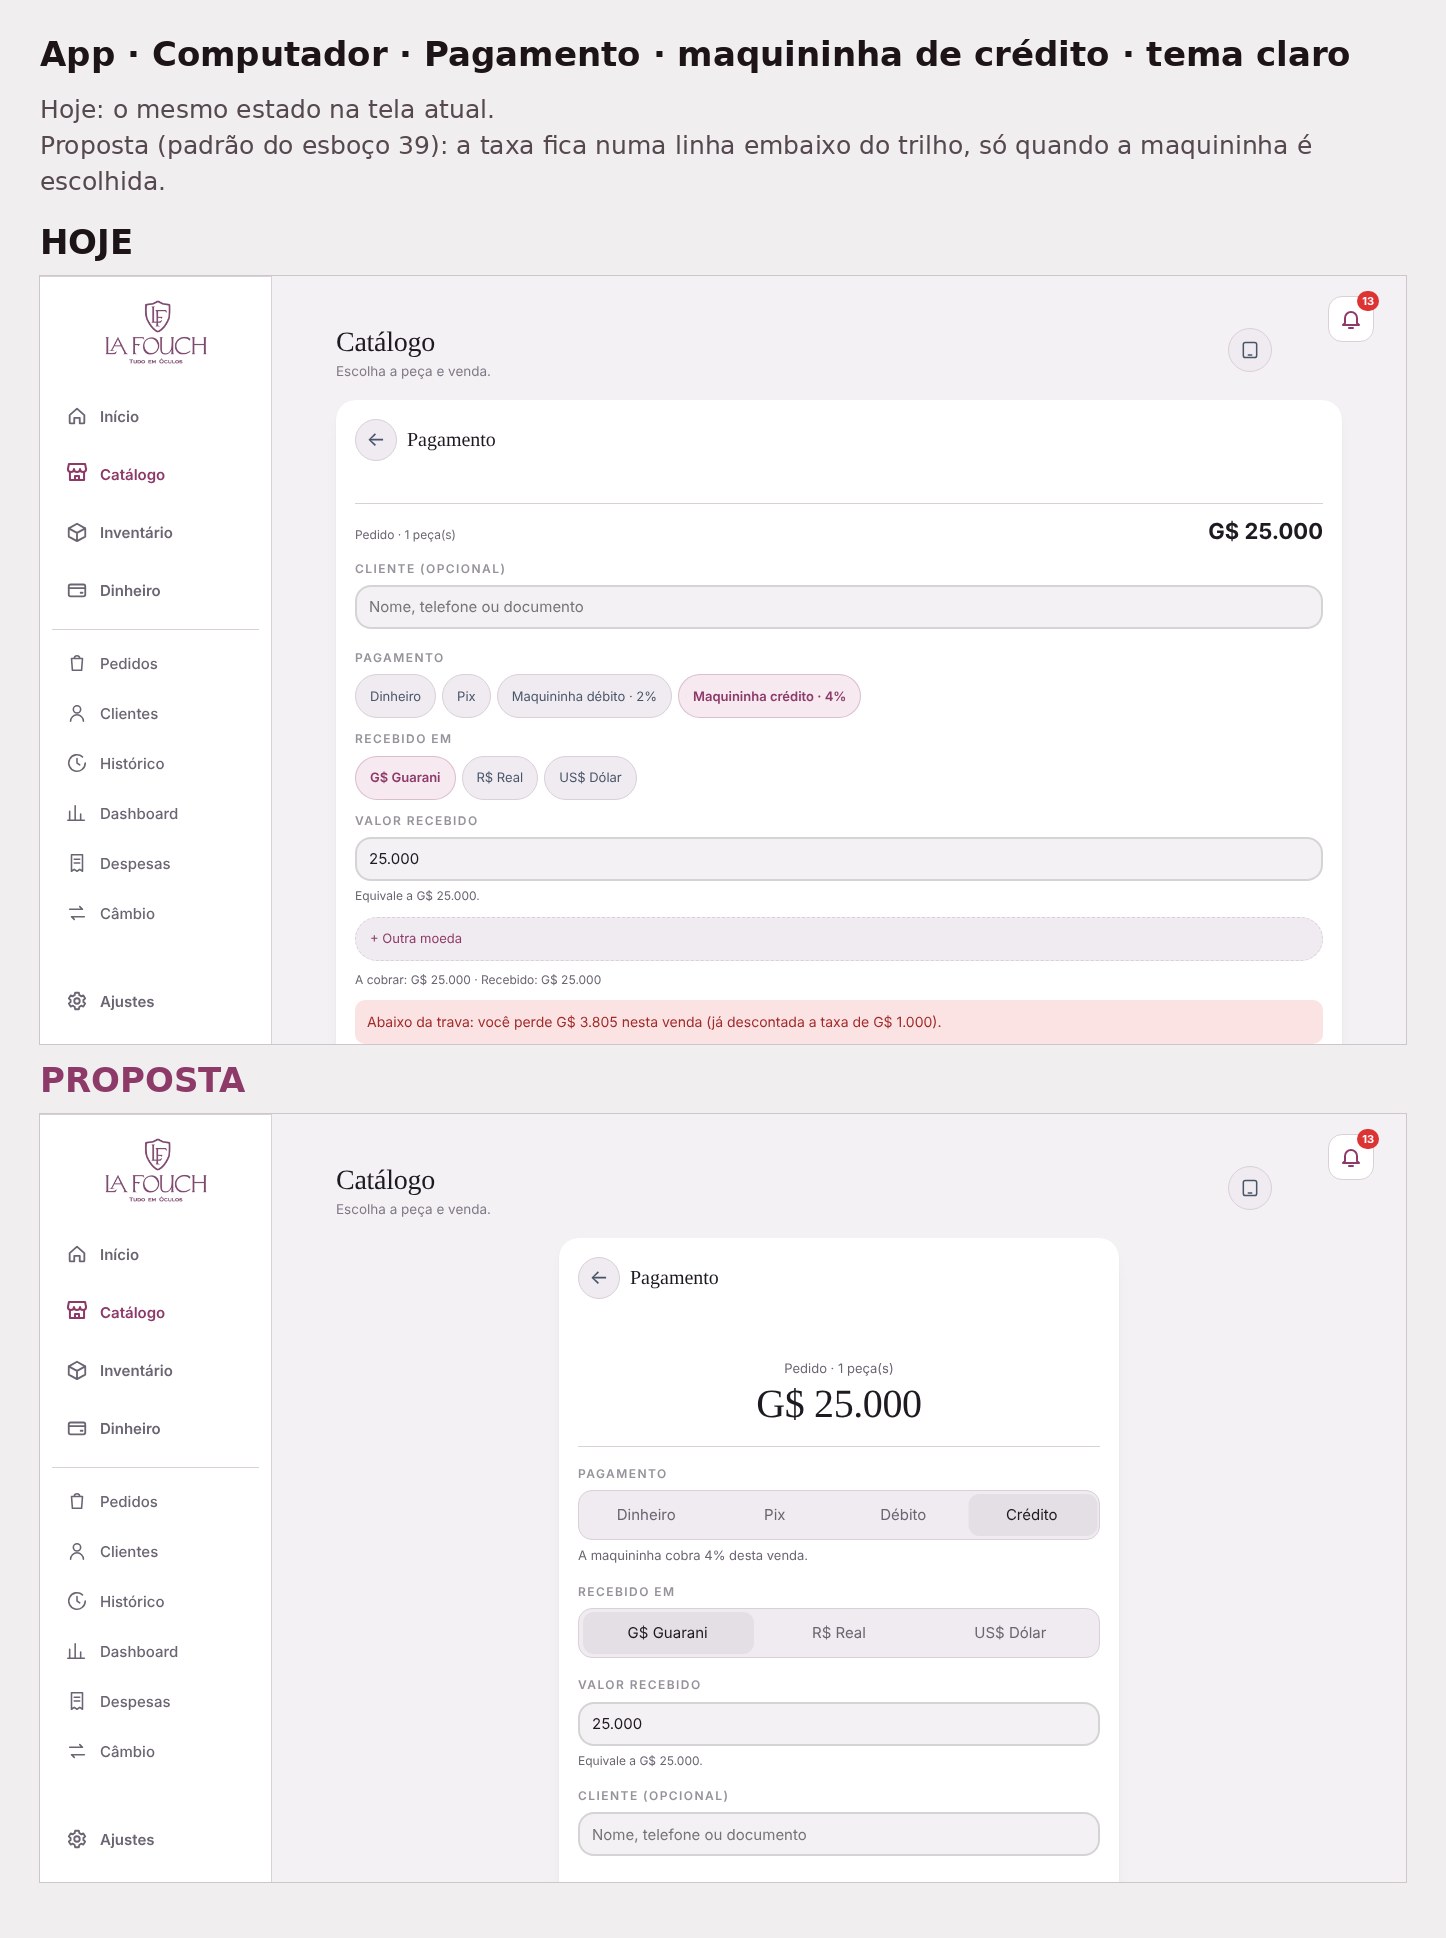 App · Computador · Pagamento · maquininha de crédito · tema claro
Hoje: o mesmo estado na tela atual.
Proposta (padrão do esboço 39): a taxa fica numa linha embaixo do trilho, só quando a maquininha é
escolhida.
HOJE
LF
LA FOUCH
TUDO EM ÓCULOS
Início
Catálogo
Inventário
Dinheiro
Pedidos
Clientes
Histórico
Dashboard
Despesas
Câmbio
Ajustes
13
Catálogo
Escolha a peça e venda.
Pagamento
Pedido · 1 peça(s)
G$ 25.000
CLIENTE (OPCIONAL)
Nome, telefone ou documento
PAGAMENTO
Dinheiro Pix Maquininha débito · 2% Maquininha crédito · 4%
RECEBIDO EM
G$ Guarani R$ Real US$ Dólar
VALOR RECEBIDO
25.000
Equivale a G$ 25.000.
+ Outra moeda
A cobrar: G$ 25.000 · Recebido: G$ 25.000
Abaixo da trava: você perde G$ 3.805 nesta venda (já descontada a taxa de G$ 1.000).
PROPOSTA
LF
LA FOUCH
TUDO EM ÓCULOS
Início
Catálogo
Inventário
Dinheiro
Pedidos
Clientes
Histórico
Dashboard
Despesas
Câmbio
Ajustes
13
Catálogo
Escolha a peça e venda.
Pagamento
Pedido · 1 peça(s)
G$ 25.000
PAGAMENTO
Dinheiro Pix Débito Crédito
A maquininha cobra 4% desta venda.
RECEBIDO EM
G$ Guarani R$ Real US$ Dólar
VALOR RECEBIDO
25.000
Equivale a G$ 25.000.
CLIENTE (OPCIONAL)
Nome, telefone ou documento